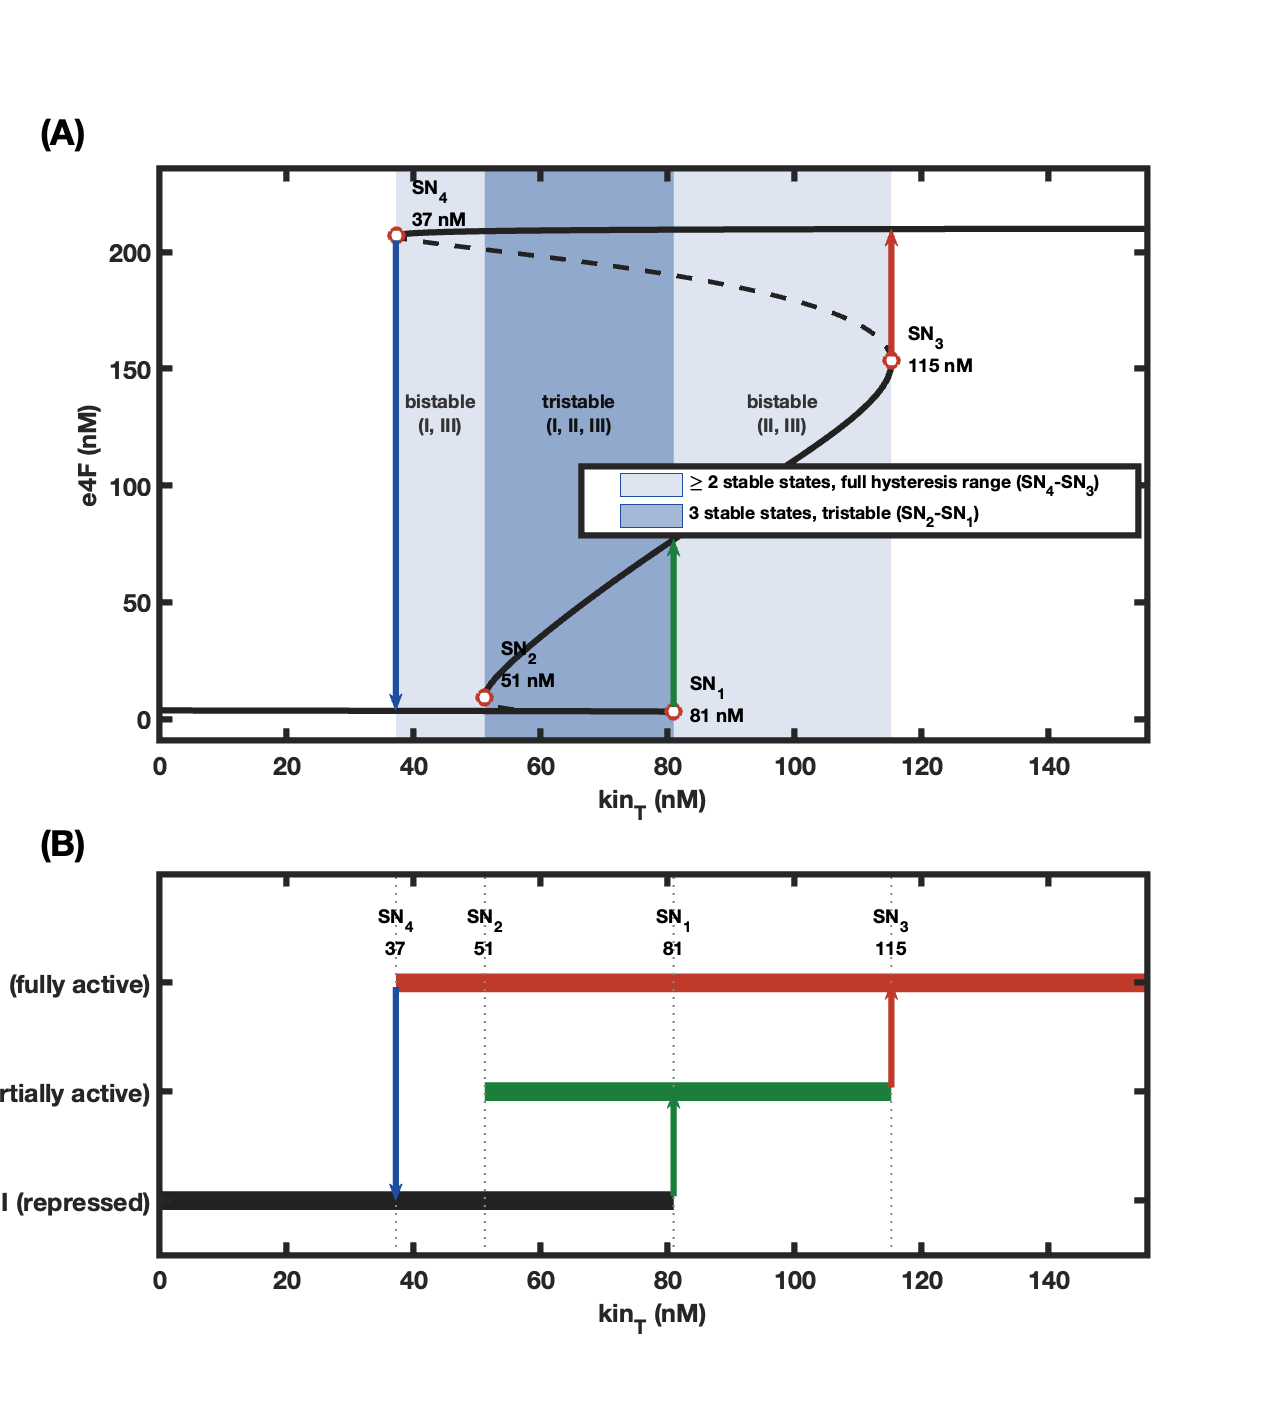 (A)
SN4
37 nM
SN3
115 nM
bistable
(I, III)
tristable
(I, II, III)
bistable
(II, III)
≥ 2 stable states, full hysteresis range (SN4-SN3)
3 stable states, tristable (SN2-SN1)
SN2
51 nM
SN1
81 nM
200
150
100
50
0
e4F (nM)
0 20 40 60 80 100 120 140
kinT (nM)
(B)
SN4 SN2 SN1 SN3
37 51 81 115
(fully active)
rtially active)
I (repressed)
0 20 40 60 80 100 120 140
kinT (nM)